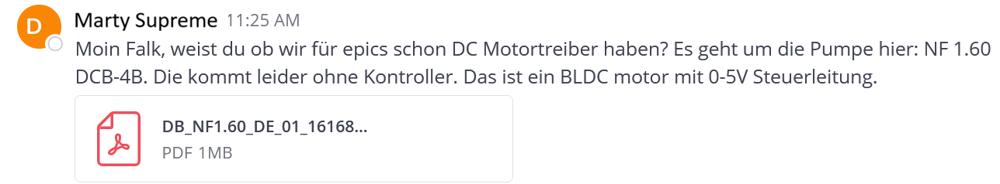 D
Marty Supreme 11:25 AM
Moin Falk, weist du ob wir für epics schon DC Motortreiber haben? Es geht um die Pumpe hier: NF 1.60
DCB-4B. Die kommt leider ohne Kontroller. Das ist ein BLDC motor mit 0-5V Steuerleitung.
DB_NF1.60_DE_01_16168...
PDF 1MB